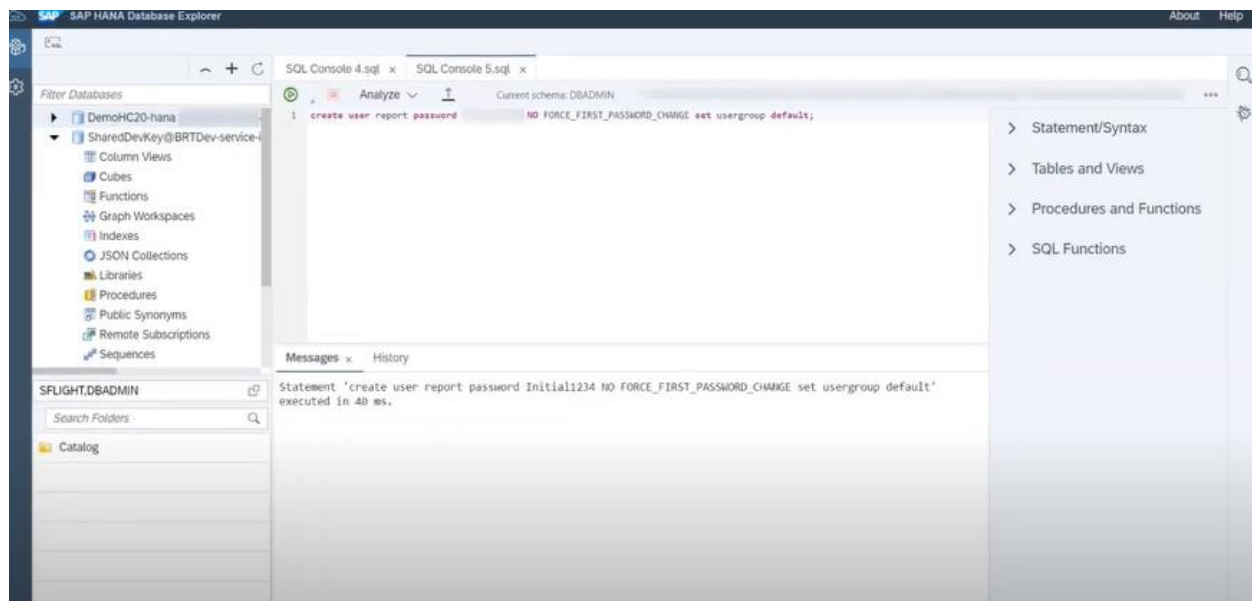 SAP SAP HANA Database Explorer
About Help
SQL Console 4.sql x SQL Console 5.sql x
Filter Databases
Analyze
Current schema: DBADMIN
DemoHC20-hana
1 create user report password NO FORCE_FIRST_PASSWORD_CHANGE set usergroup default;
SharedDevKey@BRTDev-service-i
Column Views
Cubes
Functions
Graph Workspaces
Indexes
JSON Collections
Libraries
Procedures
Public Synonyms
Remote Subscriptions
Sequences
Statement/Syntax
Tables and Views
Procedures and Functions
SQL Functions
Messages x History
Statement 'create user report password Initial1234 NO FORCE_FIRST_PASSWORD_CHANGE set usergroup default'
executed in 40 ms.
SFLIGHT,DBADMIN
Search Folders
Catalog